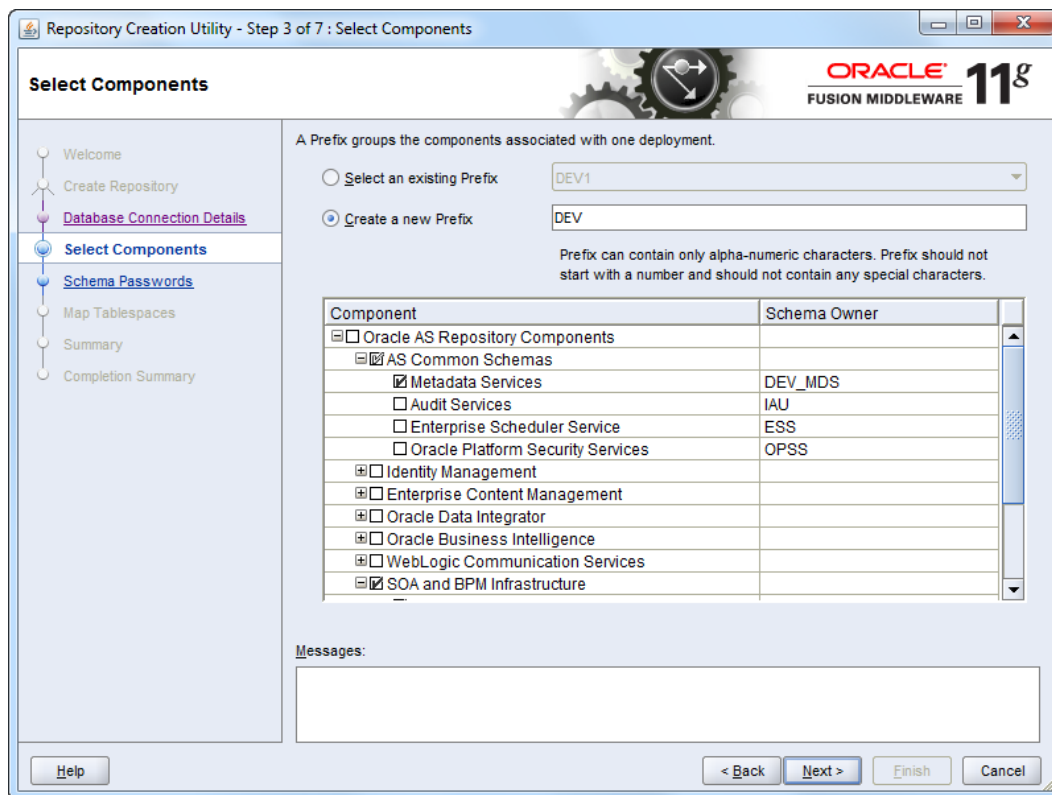 Repository Creation Utility - Step 3 of 7 : Select Components
Select Components
ORACLE®
FUSION MIDDLEWARE 11g
Welcome
Create Repository
Database Connection Details
Select Components
Schema Passwords
Map Tablespaces
Summary
Completion Summary
A Prefix groups the components associated with one deployment.
Select an existing Prefix DEV1
Create a new Prefix DEV
Prefix can contain only alpha-numeric characters. Prefix should not
start with a number and should not contain any special characters.
Component Schema Owner
Oracle AS Repository Components
AS Common Schemas
Metadata Services DEV_MDS
Audit Services IAU
Enterprise Scheduler Service ESS
Oracle Platform Security Services OPSS
Identity Management
Enterprise Content Management
Oracle Data Integrator
Oracle Business Intelligence
WebLogic Communication Services
SOA and BPM Infrastructure
Messages:
Help < Back Next > Finish Cancel